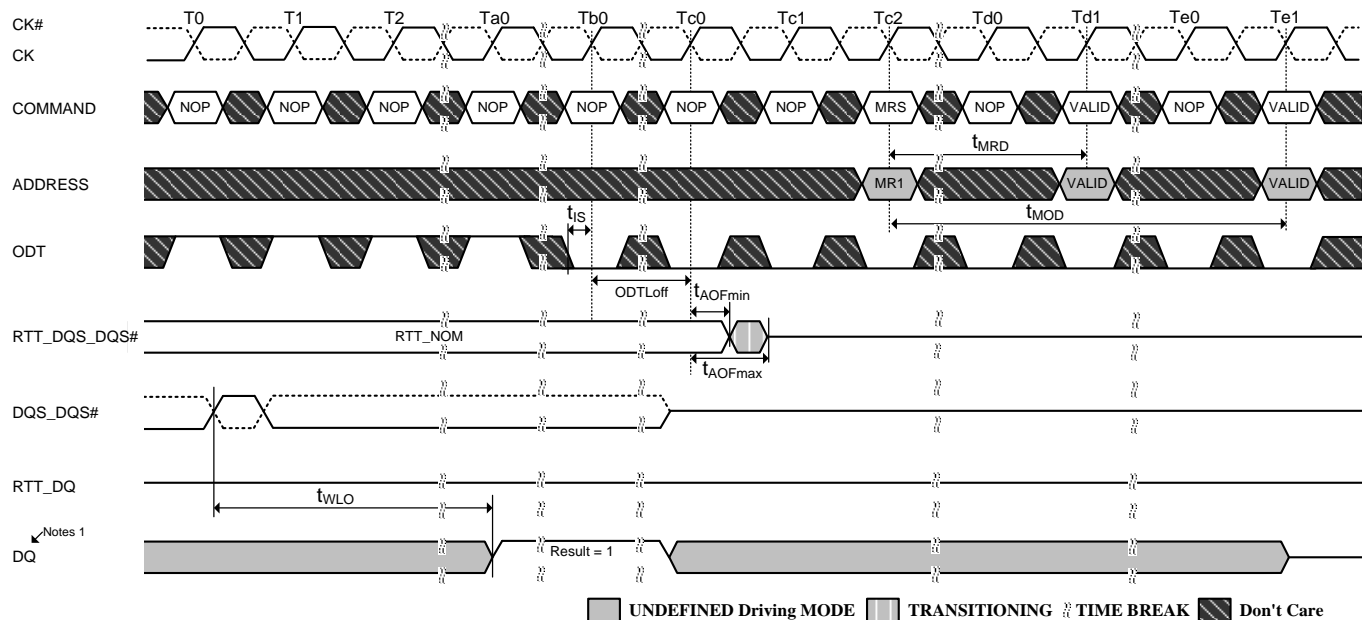 T0 T1 T2 Ta0 Tb0 Tc0 Tc1 Tc2 Td0 Td1 Te0 Te1
CK#
CK
COMMAND NOP NOP NOP NOP NOP NOP NOP MRS NOP VALID NOP VALID
tMRD
ADDRESS MR1 VALID VALID
tIS tMOD
ODT
ODTLoff tAOFmin
RTT_DQS_DQS# RTT_NOM
tAOFmax
DQS_DQS#
RTT_DQ
tWLO
Notes 1
DQ Result = 1
UNDEFINED Driving MODE TRANSITIONING TIME BREAK Don't Care